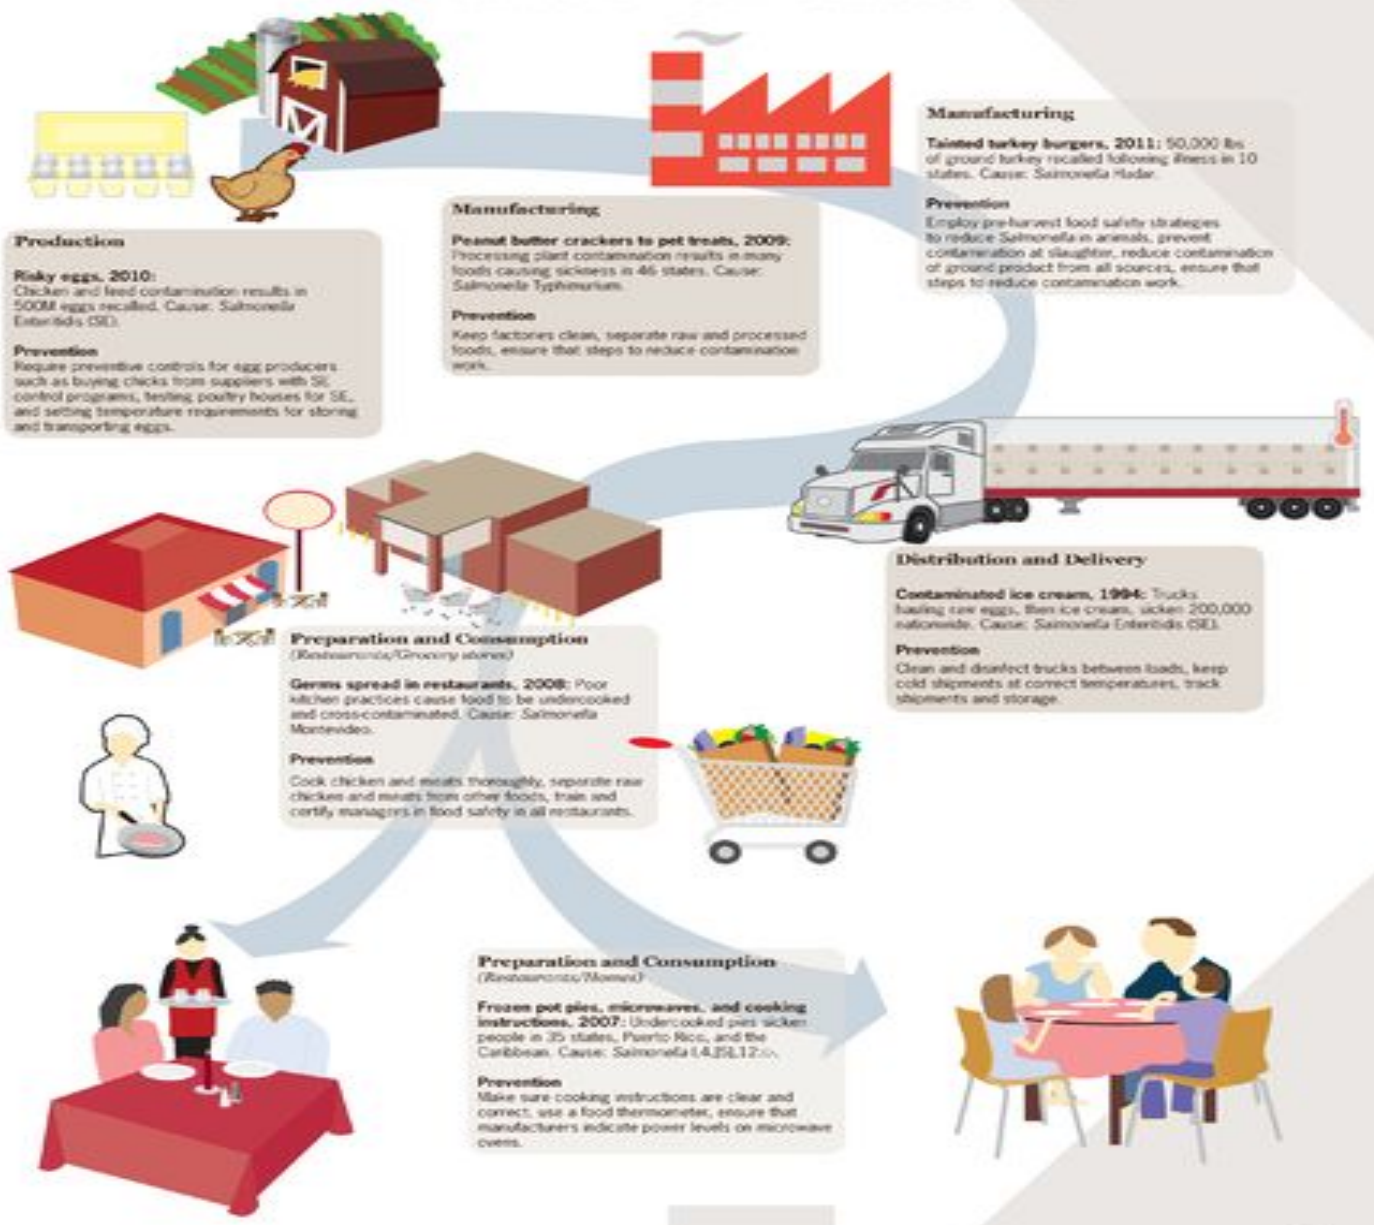 Production
Risky eggs, 2010:
Chicken and feed contamination results in
500M eggs recalled. Cause: Salmonella
Enteritidis (SE).
Prevention
Require preventive controls for egg producers
such as buying chicks from suppliers with SE
control programs, testing poultry houses for SE,
and setting temperature requirements for storing
and transporting eggs.
Manufacturing
Peanut butter crackers to pet treats, 2009:
Processing plant contamination results in many
foods causing sickness in 46 states. Cause:
Salmonella Typhimurium.
Prevention
Keep factories clean, separate raw and processed
foods, ensure that steps to reduce contamination
work.
Manufacturing
Tainted turkey burgers, 2011: 50,000 lbs
of ground turkey recalled following illness in 10
states. Cause: Salmonella Hadar.
Prevention
Employ pre-harvest food safety strategies
to reduce Salmonella in animals, prevent
contamination at slaughter, reduce contamination
of ground product from all sources, ensure that
steps to reduce contamination work.
Distribution and Delivery
Contaminated ice cream, 1994: Trucks
hauling raw eggs, then ice cream, sicken 200,000
nationwide. Cause: Salmonella Enteritidis (SE).
Prevention
Clean and disinfect trucks between loads, keep
cold shipments at correct temperatures, track
shipments and storage.
Preparation and Consumption
(Restaurants/Grocery stores)
Germs spread in restaurants, 2008: Poor
kitchen practices cause food to be undercooked
and cross-contaminated. Cause: Salmonella
Montevideo.
Prevention
Cook chicken and meats thoroughly, separate raw
chicken and meats from other foods, train and
certify managers in food safety in all restaurants.
Preparation and Consumption
(Restaurants/Homes)
Frozen pot pies, microwaves, and cooking
instructions, 2007: Undercooked pies sicken
people in 35 states, Puerto Rico, and the
Caribbean. Cause: Salmonella
Prevention
Make sure cooking instructions are clear and
correct, use a food thermometer, ensure that
manufacturers indicate power levels on microwave
ovens.